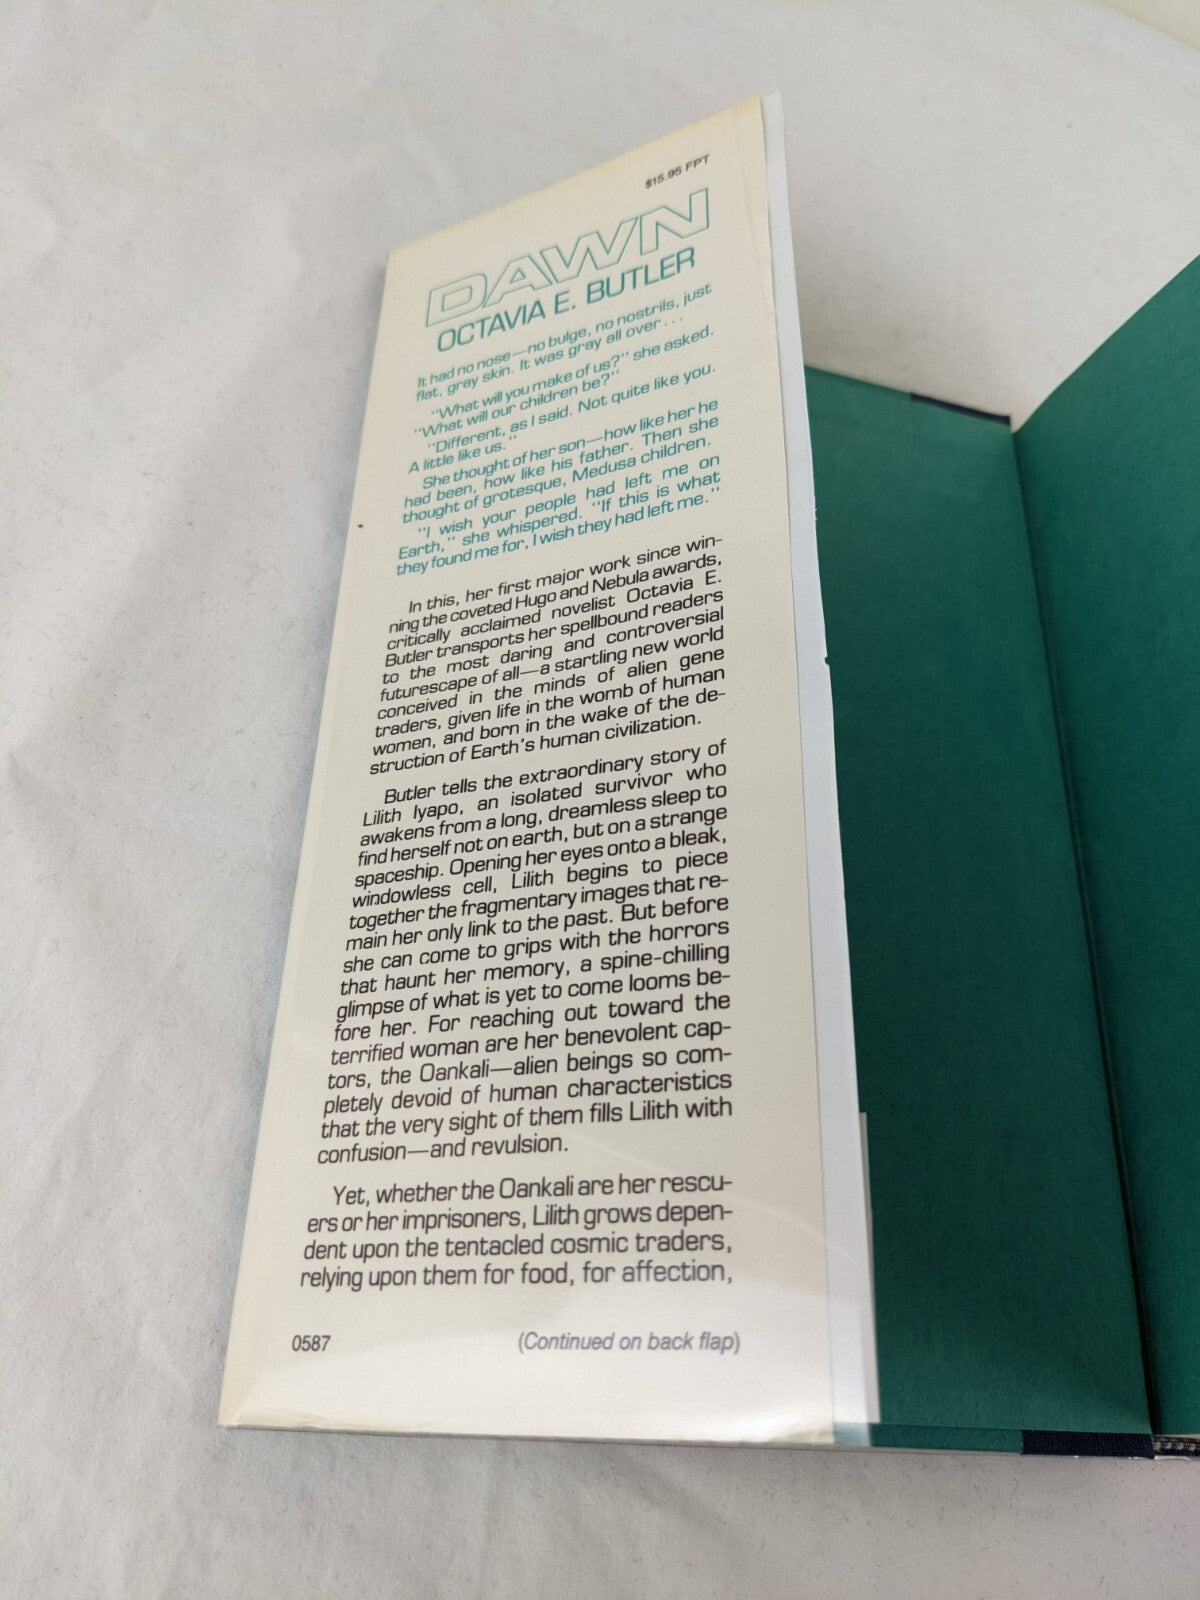 $15.95 FPT
DAWN
OCTAVIA E. BUTLER
It had no nose—no bulge, no nostrils, just
flat, gray skin. It was gray all over . . .
"What will you make of us?" she asked.
"What will our children be?"
"Different, as I said. Not quite like you.
A little like us."
She thought of her son—how like her he
had been, how like his father. Then she
thought of grotesque, Medusa children.
"I wish your people had left me on
Earth," she whispered. "If this is what
they found me for, I wish they had left me."
In this, her first major work since win-
ning the coveted Hugo and Nebula awards,
critically acclaimed novelist Octavia E.
Butler transports her spellbound readers
to the most daring and controversial
futurescape of all—a startling new world
conceived in the minds of alien gene
traders, given life in the womb of human
women, and born in the wake of the de-
struction of Earth's human civilization.
Butler tells the extraordinary story of
Lilith Iyapo, an isolated survivor who
awakens from a long, dreamless sleep to
find herself not on earth, but on a strange
spaceship. Opening her eyes onto a bleak,
windowless cell, Lilith begins to piece
together the fragmentary images that re-
main her only link to the past. But before
she can come to grips with the horrors
that haunt her memory, a spine-chilling
glimpse of what is yet to come looms be-
fore her. For reaching out toward the
terrified woman are her benevolent cap-
tors, the Oankali—alien beings so com-
pletely devoid of human characteristics
that the very sight of them fills Lilith with
confusion—and revulsion.
Yet, whether the Oankali are her rescu-
ers or her imprisoners, Lilith grows depen-
dent upon the tentacled cosmic traders,
relying upon them for food, for affection,
0587
(Continued on back flap)